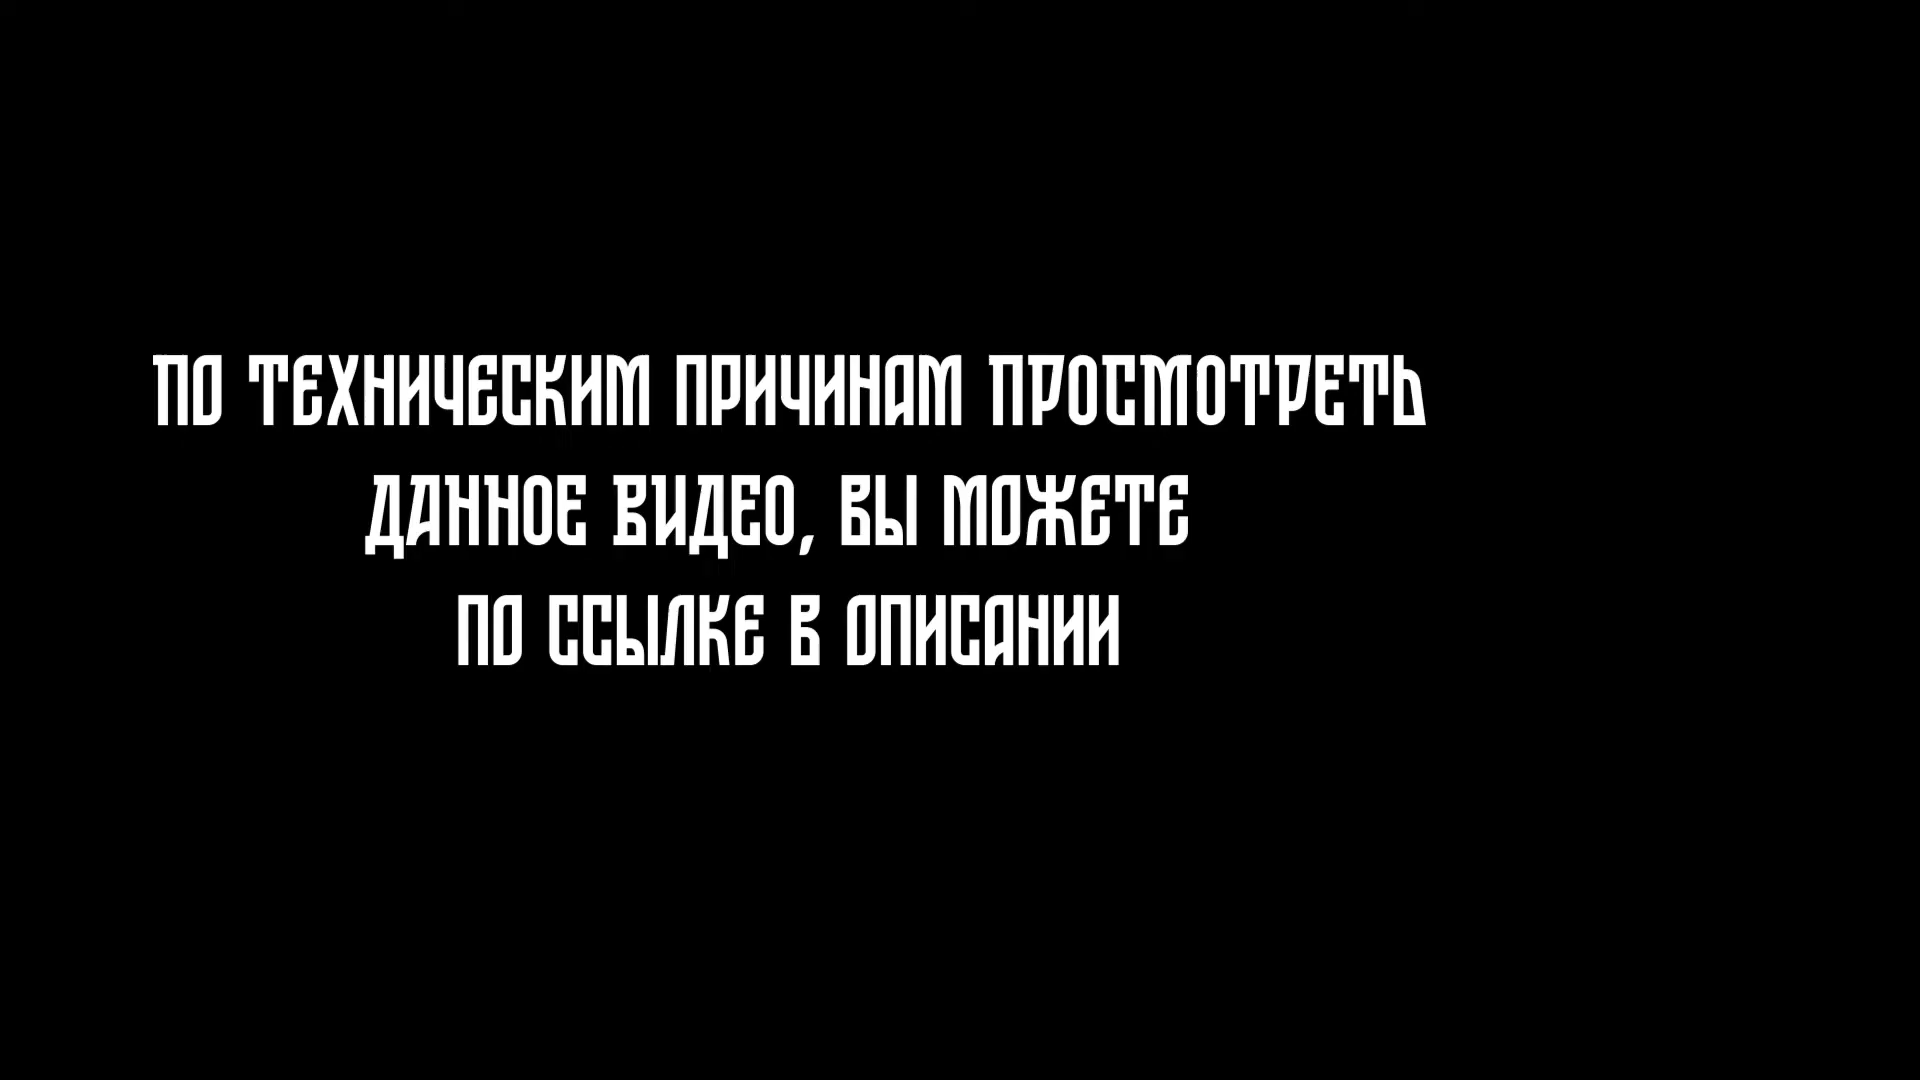 ПО ТЕХНИЧЕСКИМ ПРИЧИНАМ ПРОСМОТРЕТЬ
ДАННОЕ ВИДЕО, ВЫ МОЖЕТЕ
ПО ССЫЛКЕ В ОПИСАНИИ